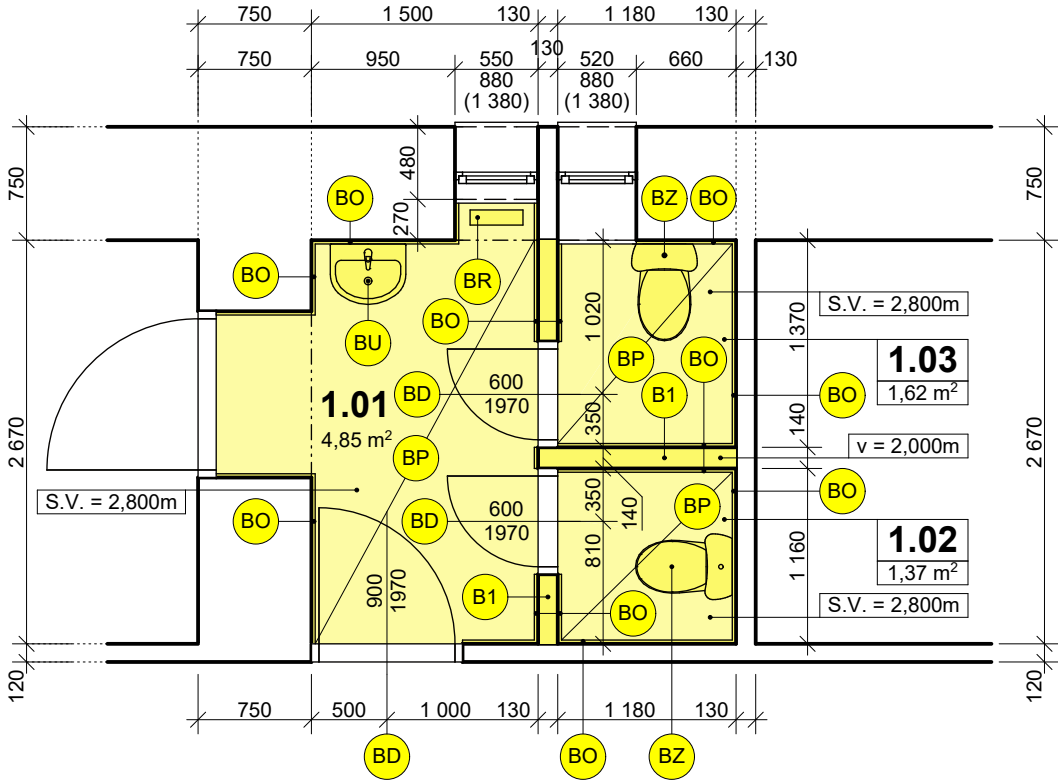 750
1 500
130
1 180
130
750
950
550
130
520
660
130
880
(1 380)
880
(1 380)
750
480
270
750
BO
BZ
BO
BO
BR
BU
BO
1 020
1 370
S.V. = 2,800m
BP
BO
1.03
1,62 m²
BD
600
1970
B1
BO
1.01
4,85 m²
350
140
2 670
2 670
BP
v = 2,000m
S.V. = 2,800m
BO
BD
600
1970
350
140
BP
BO
1.02
1,37 m²
810
1 160
900
1970
B1
BO
S.V. = 2,800m
120
120
750
500
1 000
130
1 180
130
BD
BO
BZ